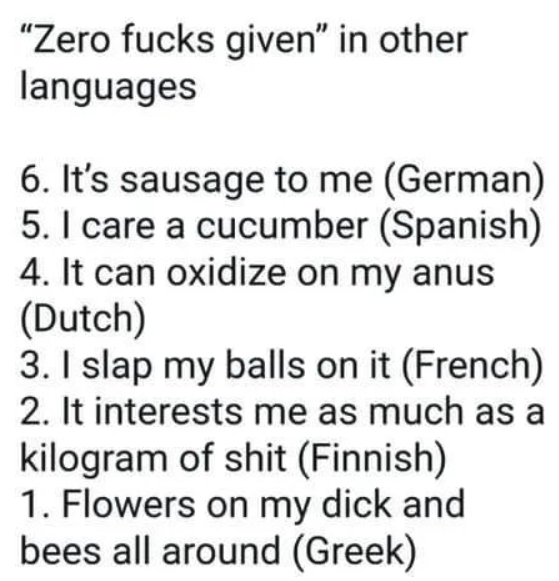 “Zero fucks given” in other
languages
6. It's sausage to me (German)
5. I care a cucumber (Spanish)
4. It can oxidize on my anus
(Dutch)
3. I slap my balls on it (French)
2. It interests me as much as a
kilogram of shit (Finnish)
1. Flowers on my dick and
bees all around (Greek)